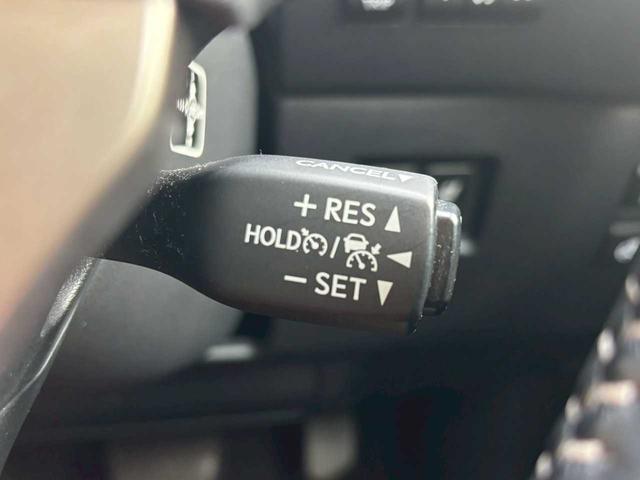 CANCEL▼
+ RES ▲
HOLD / ◀
− SET ▼